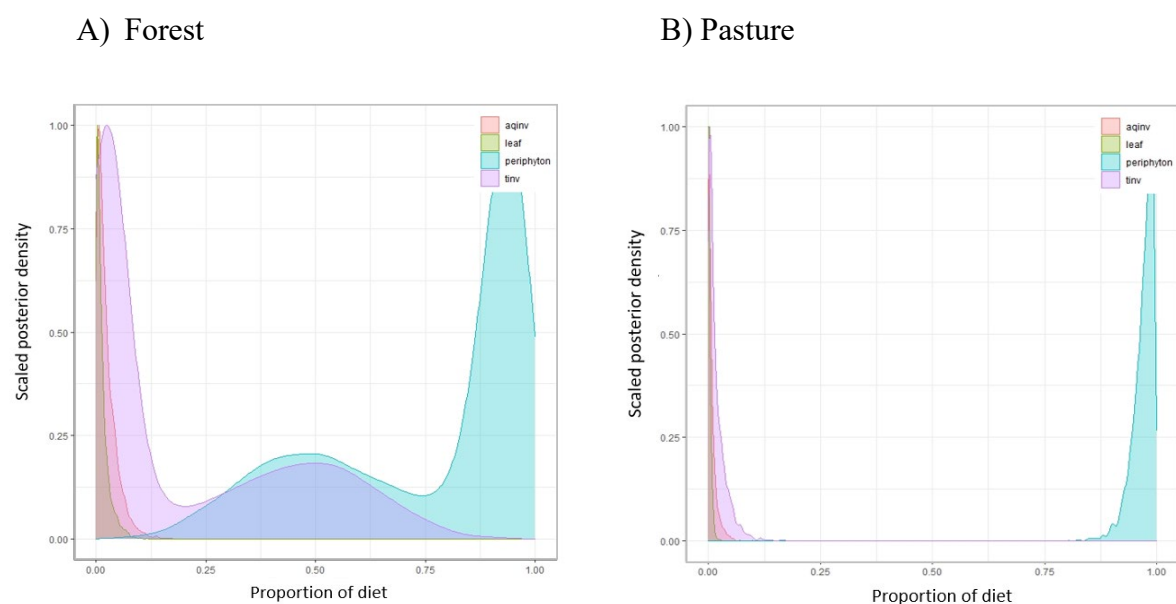 A) Forest
B) Pasture
aqinv
leaf
periphyton
tinv
1.00
0.75
0.50
0.25
0.00
Scaled posterior density
0.00 0.25 0.50 0.75 1.00
Proportion of diet
aqinv
leaf
periphyton
tinv
1.00
0.75
0.50
0.25
0.00
Scaled posterior density
0.00 0.25 0.50 0.75 1.00
Proportion of diet